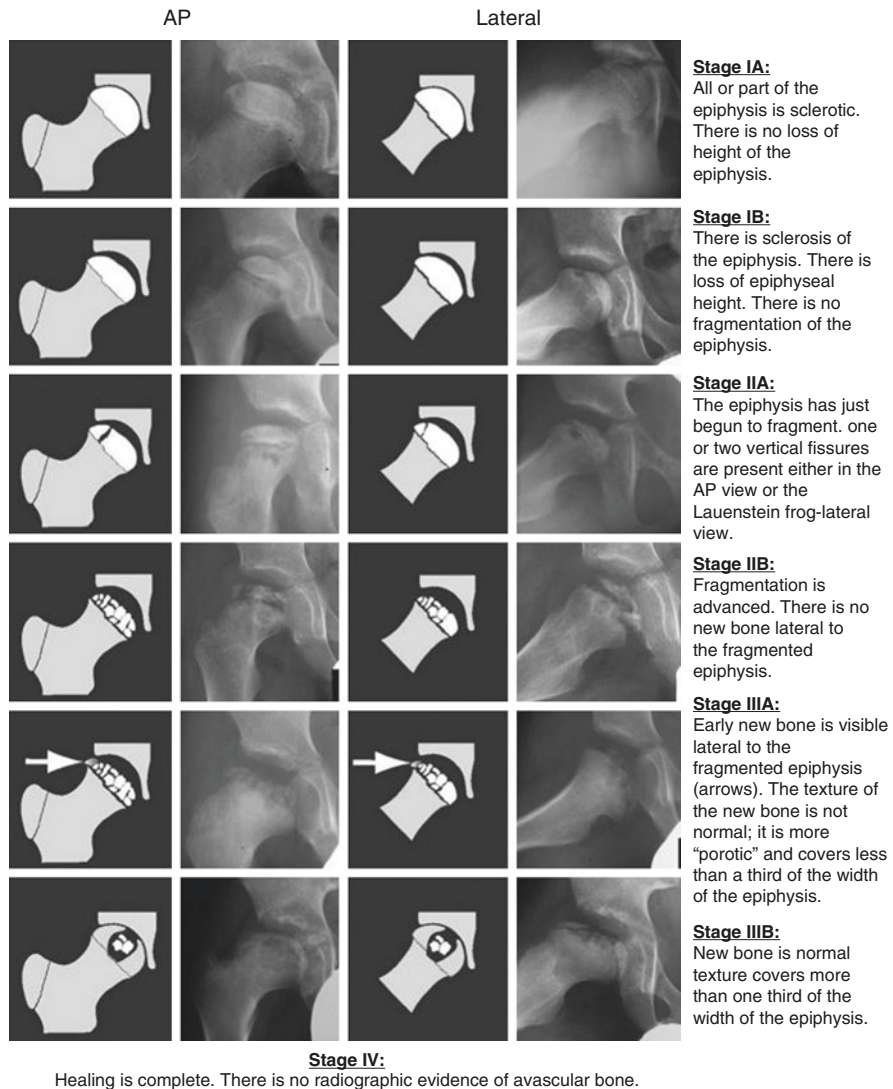 AP
Lateral
Stage IA:
All or part of the
epiphysis is sclerotic.
There is no loss of
height of the
epiphysis.
Stage IB:
There is sclerosis of
the epiphysis. There is
loss of epiphyseal
height. There is no
fragmentation of the
epiphysis.
Stage IIA:
The epiphysis has just
begun to fragment. one
or two vertical fissures
are present either in the
AP view or the
Lauenstein frog-lateral
view.
Stage IIB:
Fragmentation is
advanced. There is no
new bone lateral to
the fragmented
epiphysis.
Stage IIIA:
Early new bone is visible
lateral to the
fragmented epiphysis
(arrows). The texture of
the new bone is not
normal; it is more
“porotic” and covers less
than a third of the width
of the epiphysis.
Stage IIIB:
New bone is normal
texture covers more
than one third of the
width of the epiphysis.
Stage IV:
Healing is complete. There is no radiographic evidence of avascular bone.